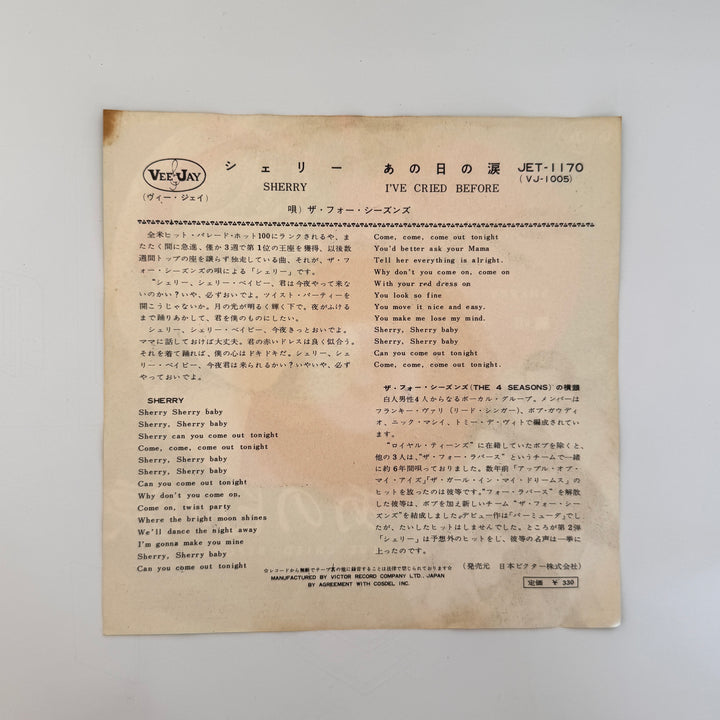 VEE JAY
(ヴィー・ジェイ)
シェリー あの日の涙 JET-1170
SHERRY I'VE CRIED BEFORE (VJ-1005)
唄) ザ・フォー・シーズンズ
全米ヒット・パレード・ホット100にランクされるや、ま
たたく間に急進、僅か3週で第1位の王座を獲得、以後数
週間トップの座を譲らず独走している曲、それが、ザ・フ
ォー・シーズンズの唄による「シェリー」です。
"シェリー、シェリー・ベイビー、君は今夜やって来な
いのかい？いや、必ずおいでよ。ツイスト・パーティーを
開こうじゃないか。月の光が明るく輝く下で。夜がふける
まで踊りあかして、君を僕のものにしたい。
シェリー、シェリー・ベイビー、今夜きっとおいでよ。
ママに話しておけば大丈夫。君の赤いドレスは良く似合う。
それを着て踊れば、僕の心はドキドキだ。シェリー、シェ
リー・ベイビー、今夜君は来られるかい？いやいや、必ず
やっておいでよ。
SHERRY
Sherry Sherry baby
Sherry, Sherry baby
Sherry can you come out tonight
Come, come, come out tonight
Sherry, Sherry baby
Sherry, Sherry baby
Can you come out tonight
Why don't you come on,
Come on, twist party
Where the bright moon shines
We'll dance the night away
I'm gonna make you mine
Sherry, Sherry baby
Can you come out tonight
Come, come, come out tonight
You'd better ask your Mama
Tell her everything is alright.
Why don't you come on, come on
With your red dress on
You look so fine
You move it nice and easy.
You make me lose my mind.
Sherry, Sherry baby
Sherry, Sherry baby
Can you come out tonight
Come, come, come out tonight.
ザ・フォー・シーズンズ(THE 4 SEASONS)の横顔
白人男性4人からなるボーカル・グループ。メンバーは
フランキー・ヴァリ(リード・シンガー)、ボブ・ガウディ
オ、ニック・マシイ、トミー・デ・ヴィトで編成されてい
ます。
"ロイヤル・ティーンズ"に在籍していたボブを除くと、
他の3人は、"ザ・フォー・ラバース"というチームで一緒
に約6年間唄っておりました。数年前「アップル・オア・
マイ・アイズ」「ザ・ガール・イン・マイ・ドリームス」の
ヒットを放ったのは彼等です。"フォー・ラバース"を解散
した彼等は、ボブを加え新しいチーム"ザ・フォー・シー
ズンズ"を結成しました。デビュー作は「バーミューダ」でし
たが、たいしたヒットはしませんでした。ところが第2弾
「シェリー」は予想外のヒットをし、彼等の名声は一挙に
上ったのです。
☆レコードから無断でテープ其の他に録音することは法律で禁じられております☆
MANUFACTURED BY VICTOR RECORD COMPANY LTD., JAPAN
BY AGREEMENT WITH COSDEL INC.
(発売元 日本ビクター株式会社)
定価 ¥ 330